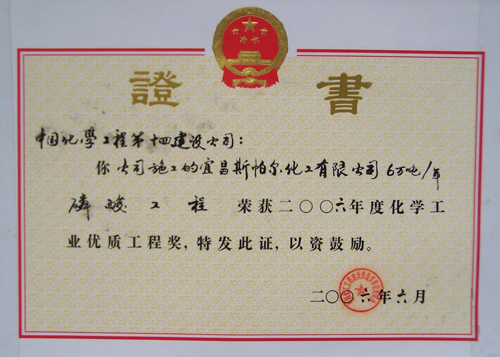 證書
中国化學工程第十四建设公司：
你公司施工的宜昌斯帕尔化工有限公司6万吨/年
磷酸工程 荣获二〇〇六年度化学工
业优质工程奖，特发此证，以资鼓励。
二〇〇六年六月